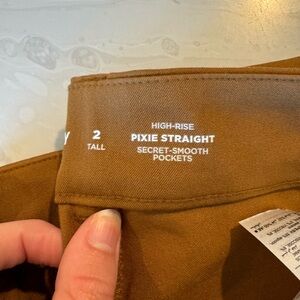 y
2
TALL
HIGH-RISE
PIXIE STRAIGHT
SECRET-SMOOTH
POCKETS